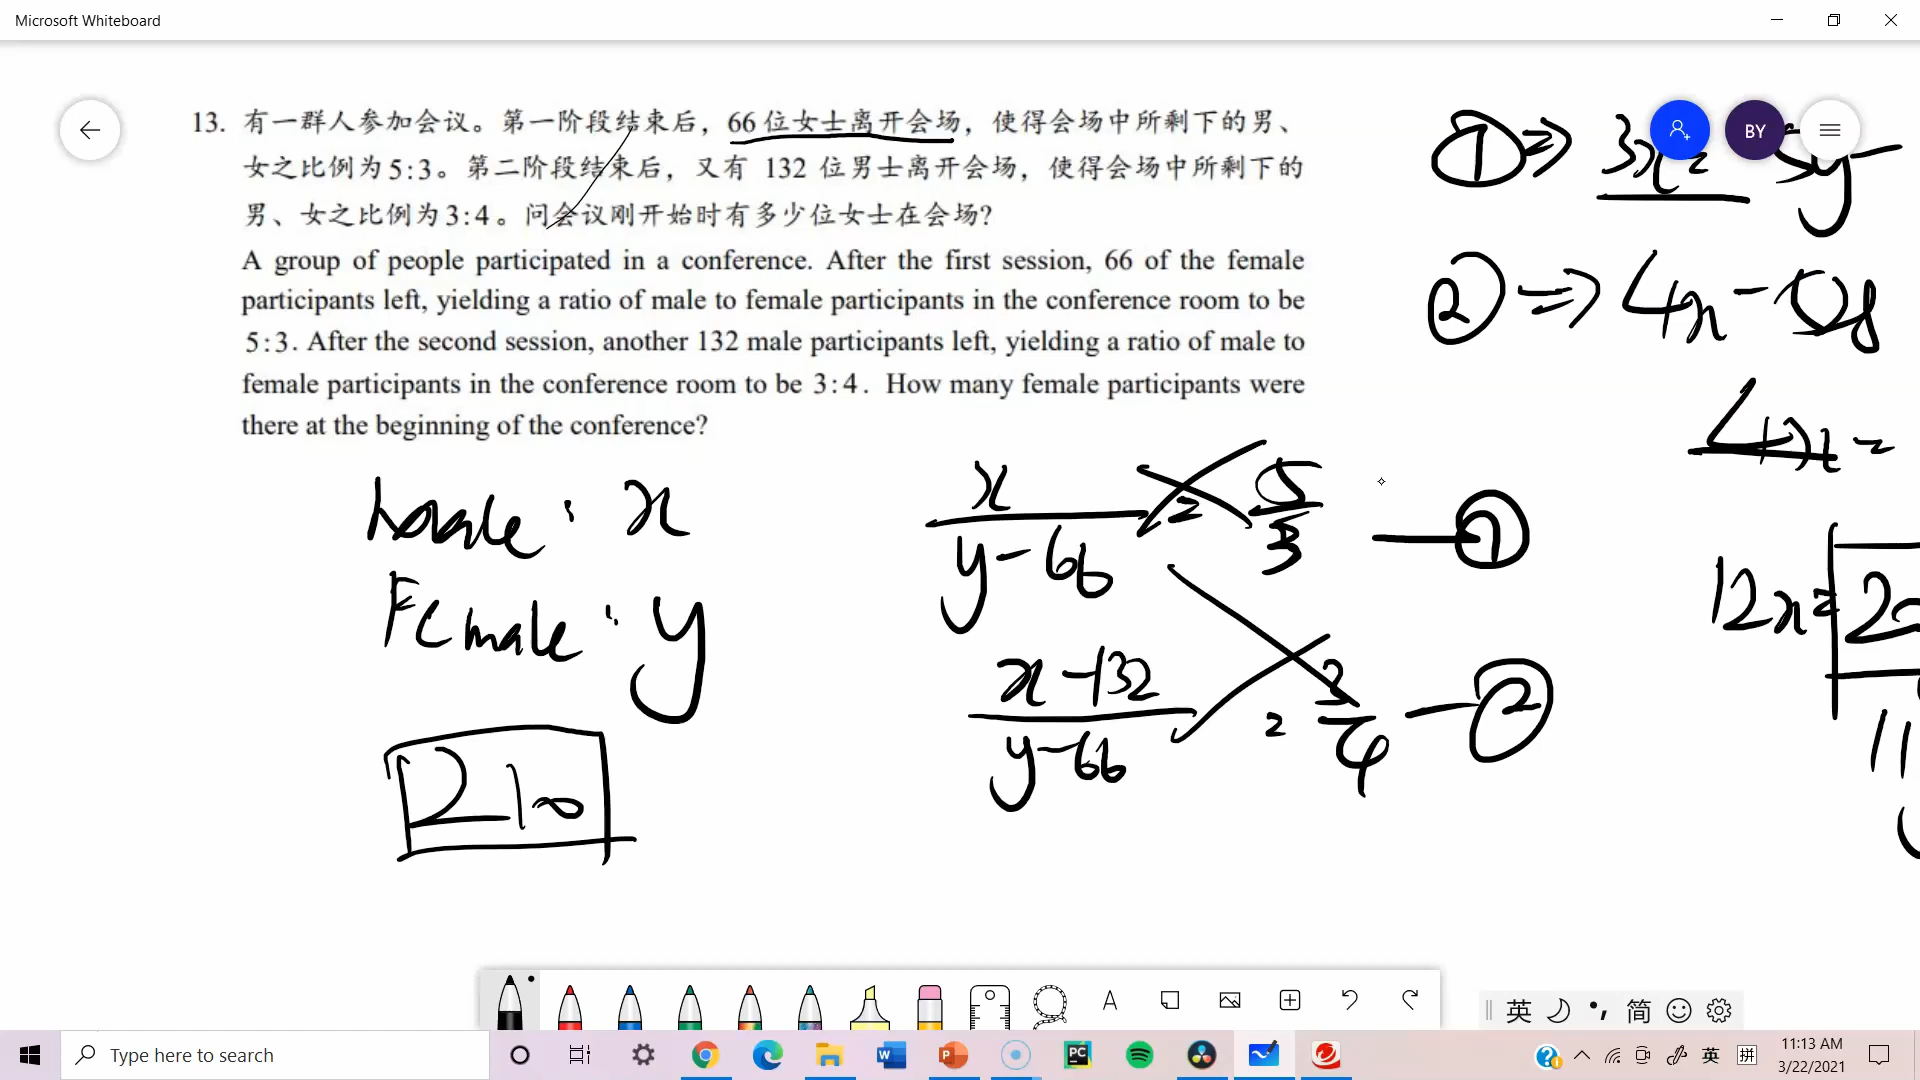 Microsoft Whiteboard
13. 有一群人参加会议。第一阶段结束后，66 位女士离开会场，使得会场中所剩下的男、
女之比例为 5:3。第二阶段结束后，又有 132 位男士离开会场，使得会场中所剩下的
男、女之比例为 3:4。问会议刚开始时有多少位女士在会场?
A group of people participated in a conference. After the first session, 66 of the female
participants left, yielding a ratio of male to female participants in the conference room to be
5:3. After the second session, another 132 male participants left, yielding a ratio of male to
female participants in the conference room to be 3:4. How many female participants were
there at the beginning of the conference?
male : x
Female : y
210
x
y-66
=
5
3
— ①
x-132
y-66
=
3
4
— ②
① ⇒ 3x =
BY
② ⇒ 4x -
4x =
12x =
11
A
英 简
Type here to search
英 拼
11:13 AM
3/22/2021